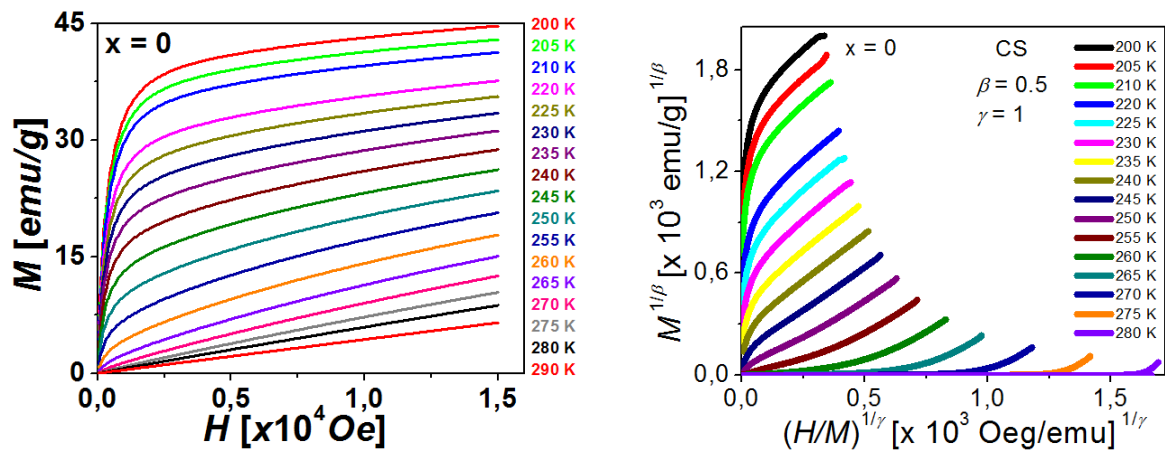 45
30
15
0
M [emu/g]
x = 0
200 K
205 K
210 K
220 K
225 K
230 K
235 K
240 K
245 K
250 K
255 K
260 K
265 K
270 K
275 K
280 K
290 K
0,0 0,5 1,0 1,5
H [x10⁴ Oe]
1,8
1,2
0,6
0,0
M^{1/β} [x 10³ emu/g]^{1/β}
x = 0 CS
β = 0.5
γ = 1
200 K
205 K
210 K
220 K
225 K
230 K
235 K
240 K
245 K
250 K
255 K
260 K
265 K
270 K
275 K
280 K
0,0 0,5 1,0 1,5
(H/M)^{1/γ} [x 10³ Oeg/emu]^{1/γ}